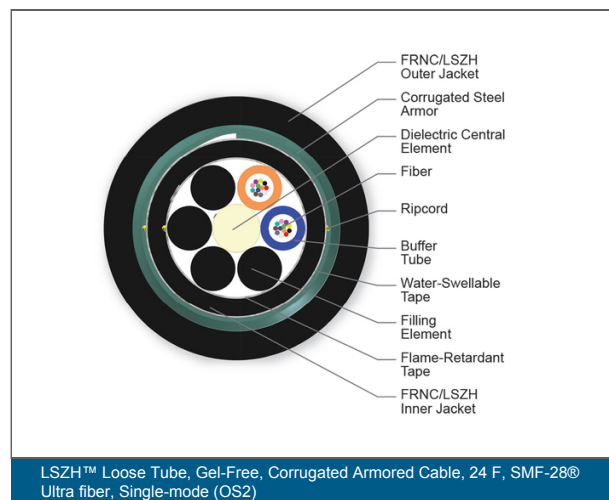 FRNC/LSZH
Outer Jacket
Corrugated Steel
Armor
Dielectric Central
Element
Fiber
Ripcord
Buffer
Tube
Water-Swellable
Tape
Filling
Element
Flame-Retardant
Tape
FRNC/LSZH
Inner Jacket
LSZH™ Loose Tube, Gel-Free, Corrugated Armored Cable, 24 F, SMF-28®
Ultra fiber, Single-mode (OS2)